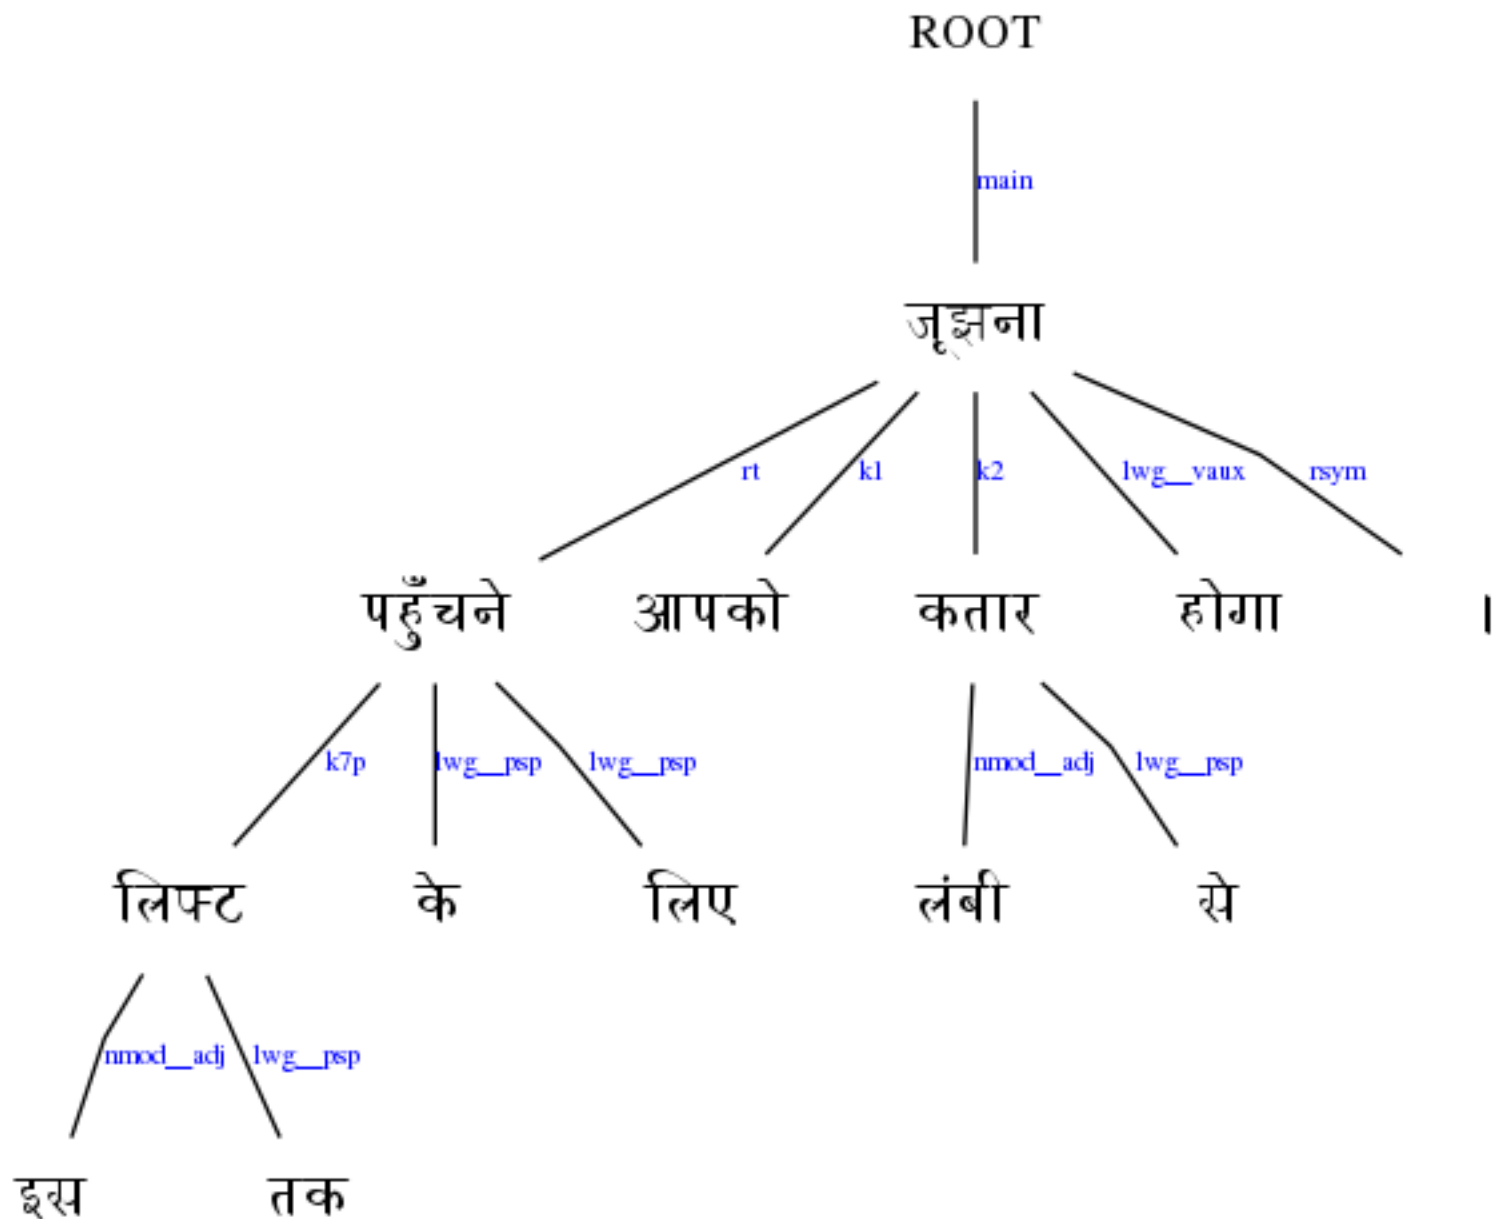 ROOT
main
जूझना
rt k1 k2 lwg__vaux rsym
पहुँचने आपको कतार होगा ।
k7p lwg__psp lwg__psp nmod__adj lwg__psp
लिफ्ट के लिए लंबी से
nmod__adj lwg__psp
इस तक